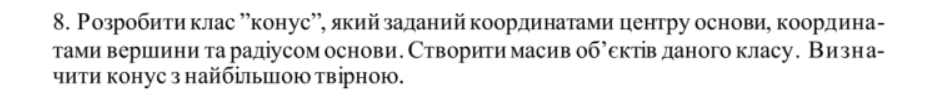 8. Розробити клас ”конус”, який заданий координатами центру основи, координа-
тами вершини та радіусом основи. Створити масив об’єктів даного класу. Визна-
чити конус з найбільшою твірною.